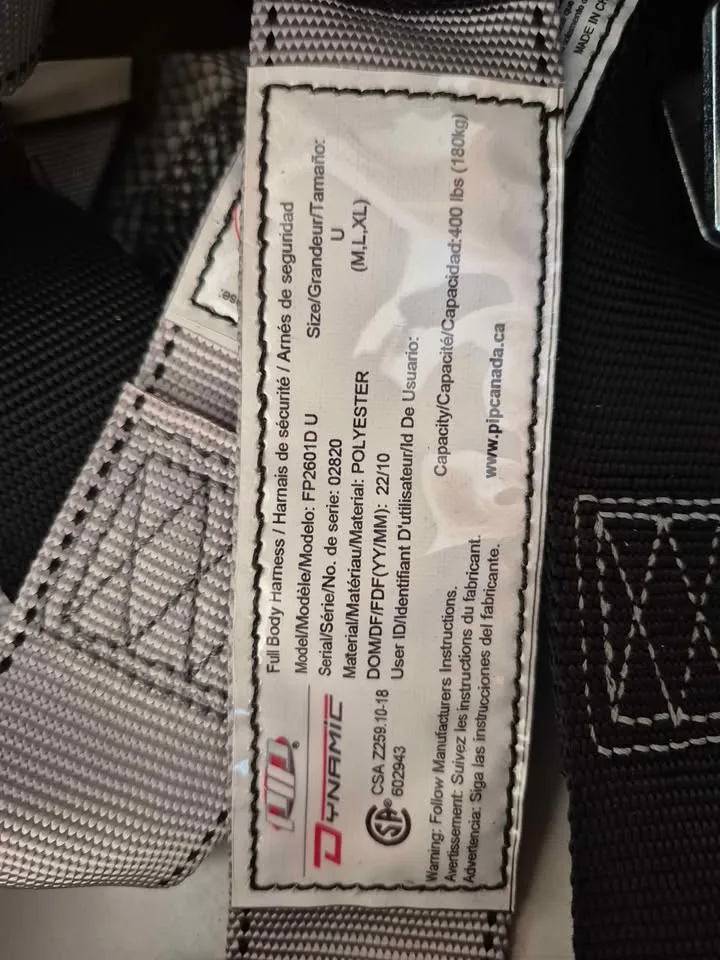 PIP®
DYNAMIC
CSA Z259.10-18
602943
Full Body Harness / Harnais de sécurité / Arnés de seguridad
Model/Modèle/Modelo: FP2601D U
Size/Grandeur/Tamaño:
Serial/Série/No. de serie: 02820
U
Material/Matériau/Material: POLYESTER
(M,L,XL)
DOM/DF/FDF(YY/MM): 22/10
User ID/Identifiant D'utilisateur/Id De Usuario:
Warning: Follow Manufacturers Instructions.
Capacity/Capacité/Capacidad:400 lbs (180kg)
Avertissement: Suivez les instructions du fabricant.
Advertencia: Siga las instrucciones del fabricante.
www.pipcanada.ca
MADE IN